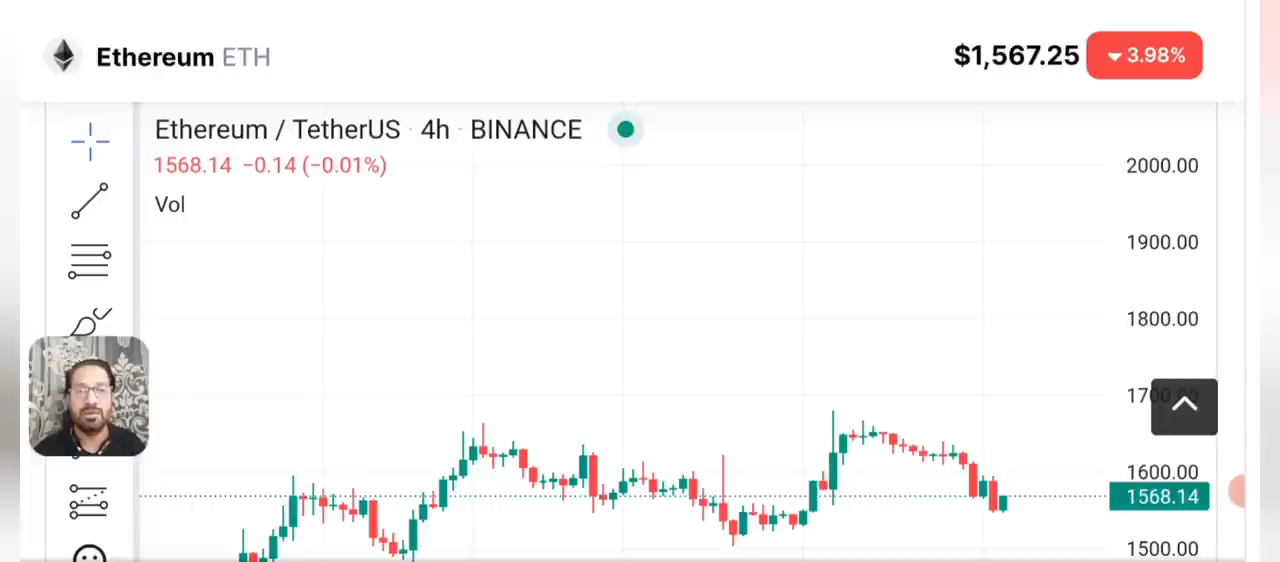 Ethereum ETH
$1,567.25 3.98%
Ethereum / TetherUS · 4h · BINANCE
1568.14 −0.14 (−0.01%)
Vol
2000.00
1900.00
1800.00
1700.00
1600.00
1568.14
1500.00